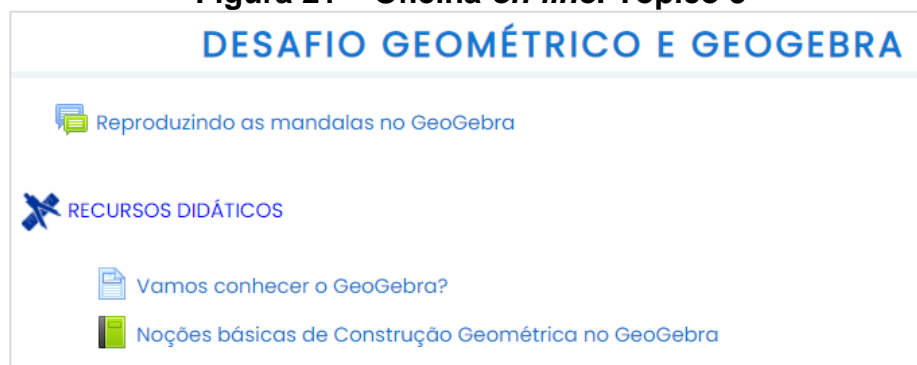 DESAFIO GEOMÉTRICO E GEOGEBRA
Reproduzindo as mandalas no GeoGebra
RECURSOS DIDÁTICOS
Vamos conhecer o GeoGebra?
Noções básicas de Construção Geométrica no GeoGebra